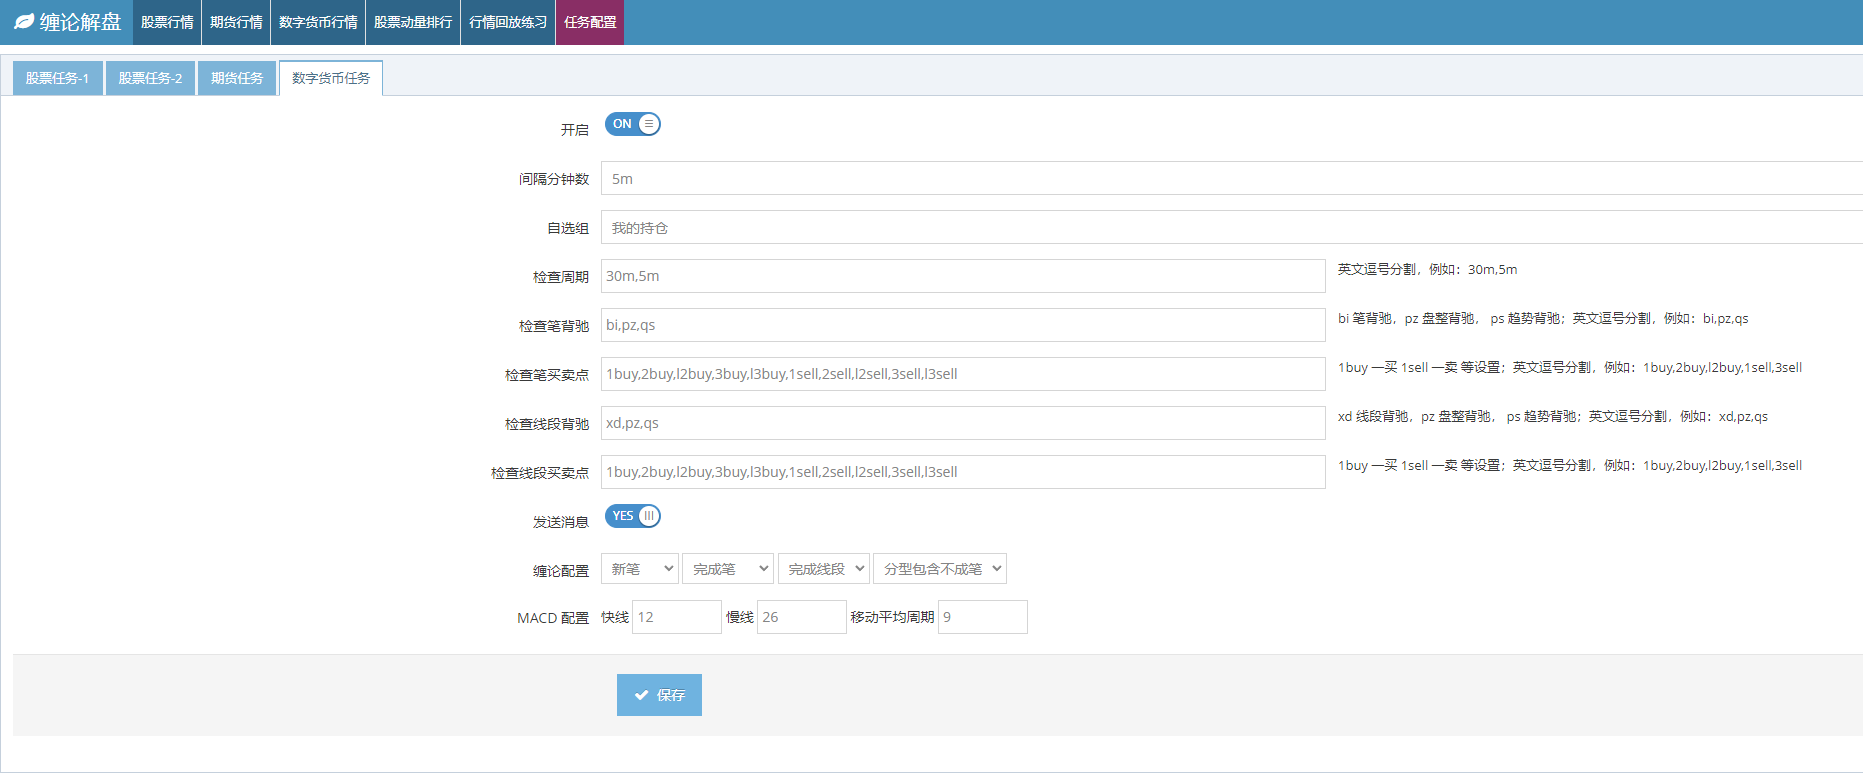 缠论解盘 股票行情 期货行情 数字货币行情 股票动量排行 行情回放练习 任务配置
股票任务-1 股票任务-2 期货任务 数字货币任务
开启 ON
间隔分钟数 5m
自选组 我的持仓
检查周期 30m,5m 英文逗号分割，例如：30m,5m
检查笔背驰 bi,pz,qs bi 笔背驰，pz 盘整背驰， ps 趋势背驰；英文逗号分割，例如：bi,pz,qs
检查笔买卖点 1buy,2buy,l2buy,3buy,l3buy,1sell,2sell,l2sell,3sell,l3sell 1buy 一买 1sell 一卖 等设置；英文逗号分割，例如：1buy,2buy,l2buy,1sell,3sell
检查线段背驰 xd,pz,qs xd 线段背驰，pz 盘整背驰， ps 趋势背驰；英文逗号分割，例如：xd,pz,qs
检查线段买卖点 1buy,2buy,l2buy,3buy,l3buy,1sell,2sell,l2sell,3sell,l3sell 1buy 一买 1sell 一卖 等设置；英文逗号分割，例如：1buy,2buy,l2buy,1sell,3sell
发送消息 YES
缠论配置 新笔 完成笔 完成线段 分型包含不成笔
MACD 配置 快线 12 慢线 26 移动平均周期 9
保存